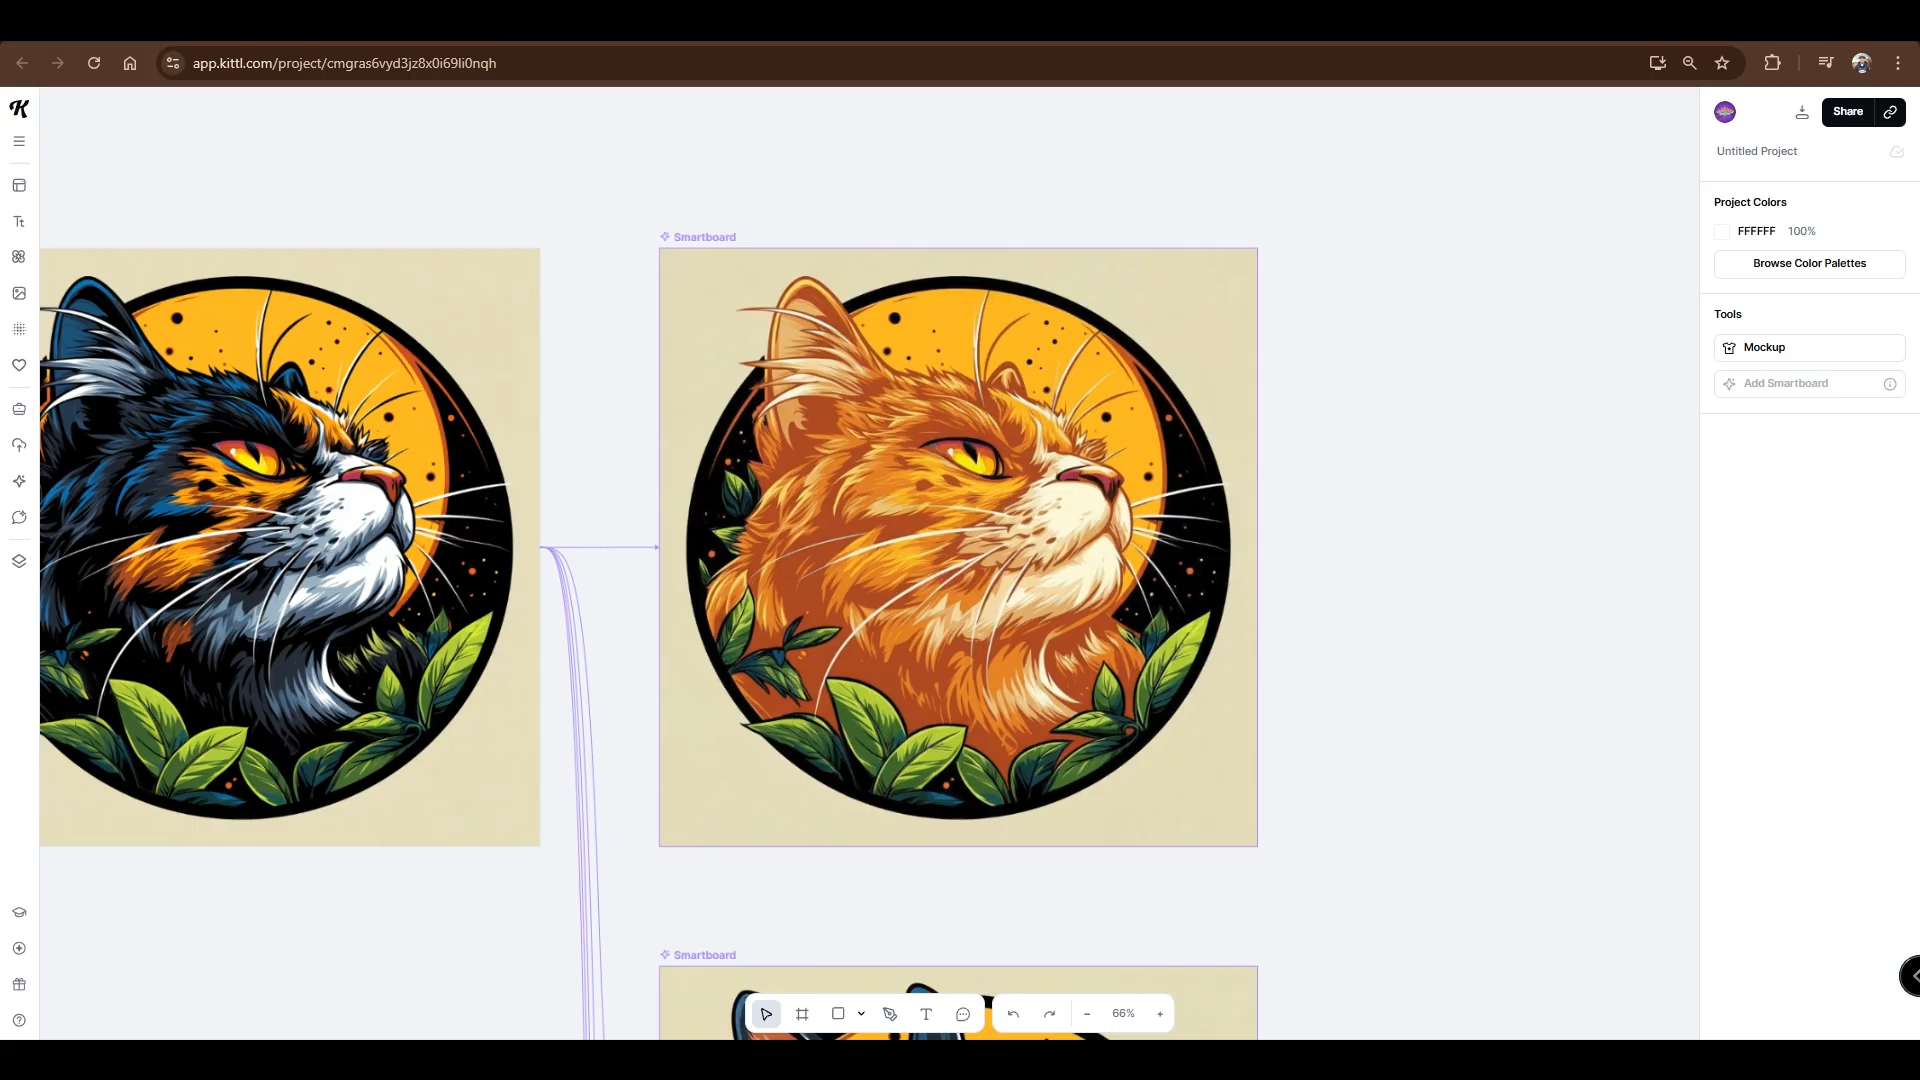 app.kittl.com/project/cmgras6vyd3jz8x0i69li0nqh
K
Share
Untitled Project
Project Colors
FFFFFF 100%
Browse Color Palettes
Tools
Mockup
Add Smartboard
Tt
Smartboard
Smartboard
T
66%